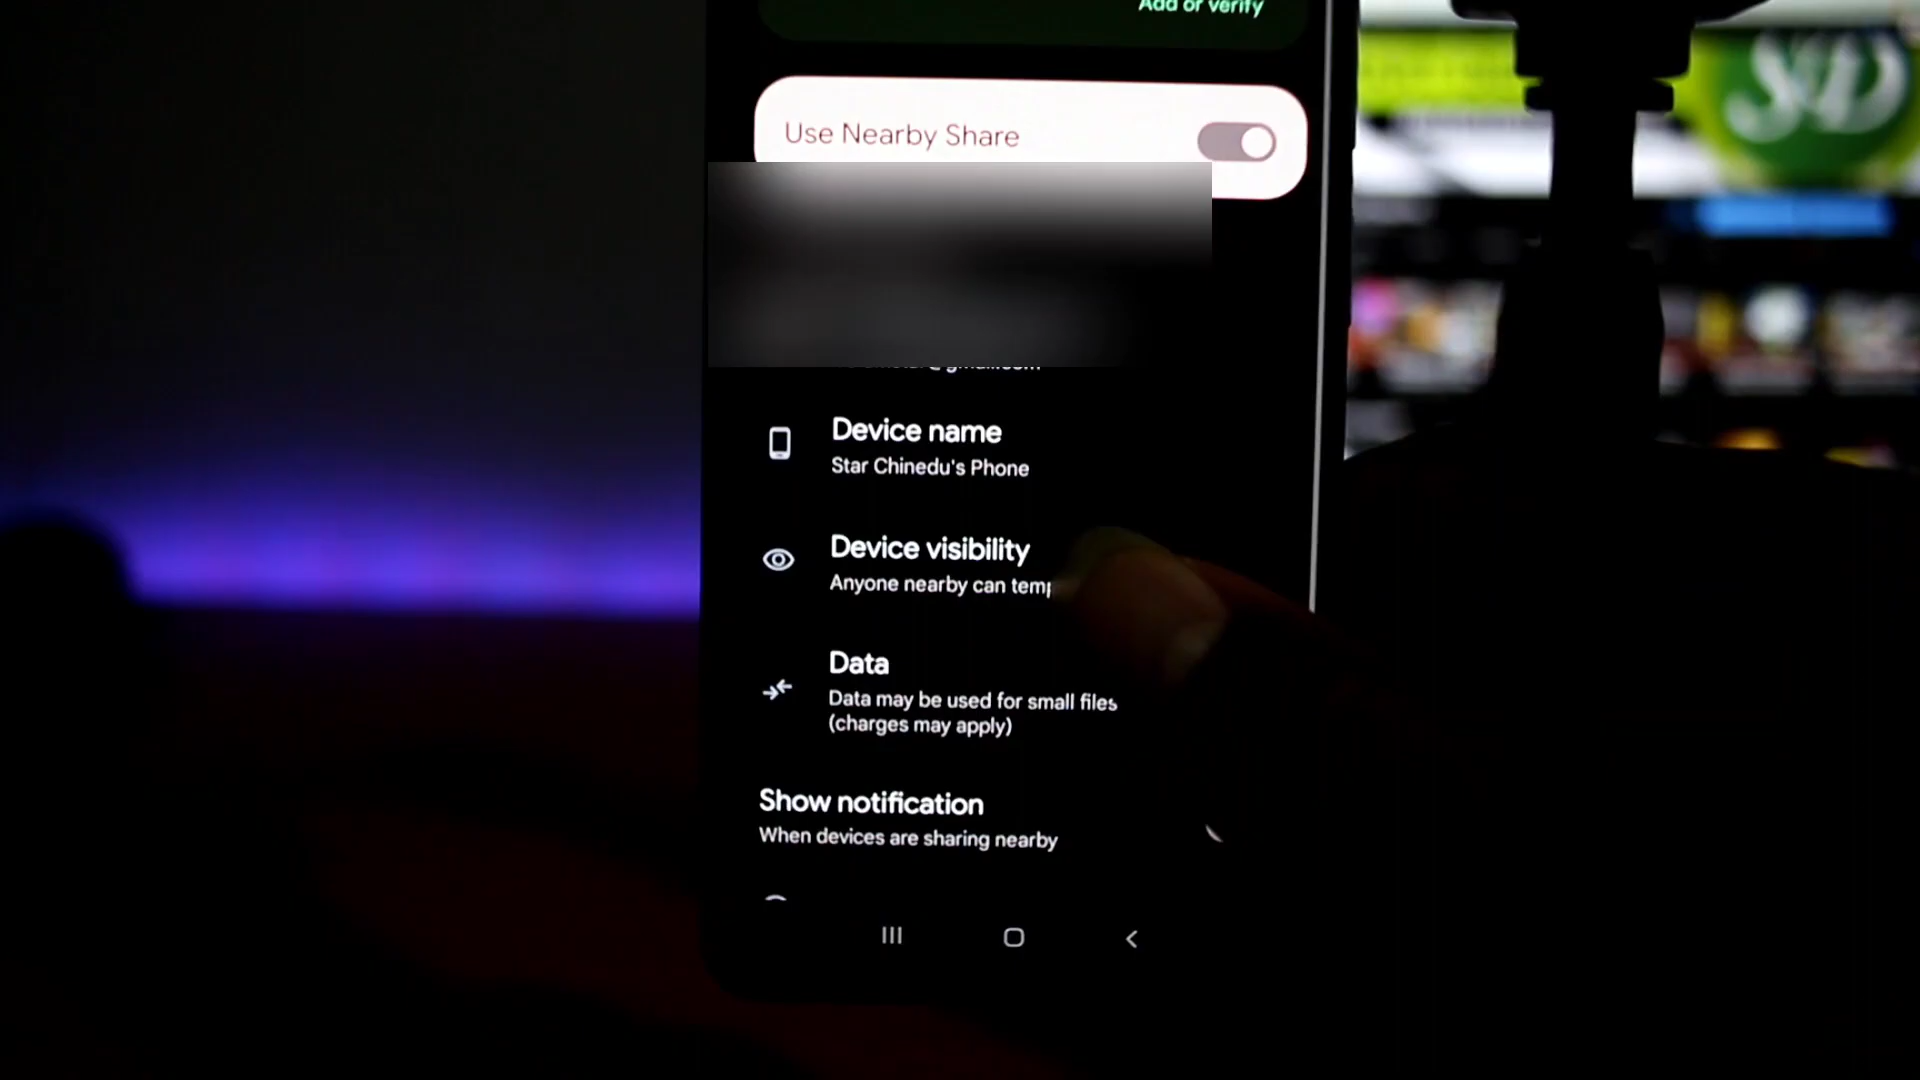 Add or verify
Use Nearby Share
Device name
Star Chinedu's Phone
Device visibility
Anyone nearby can
Data
Data may be used for small files
(charges may apply)
Show notification
When devices are sharing nearby